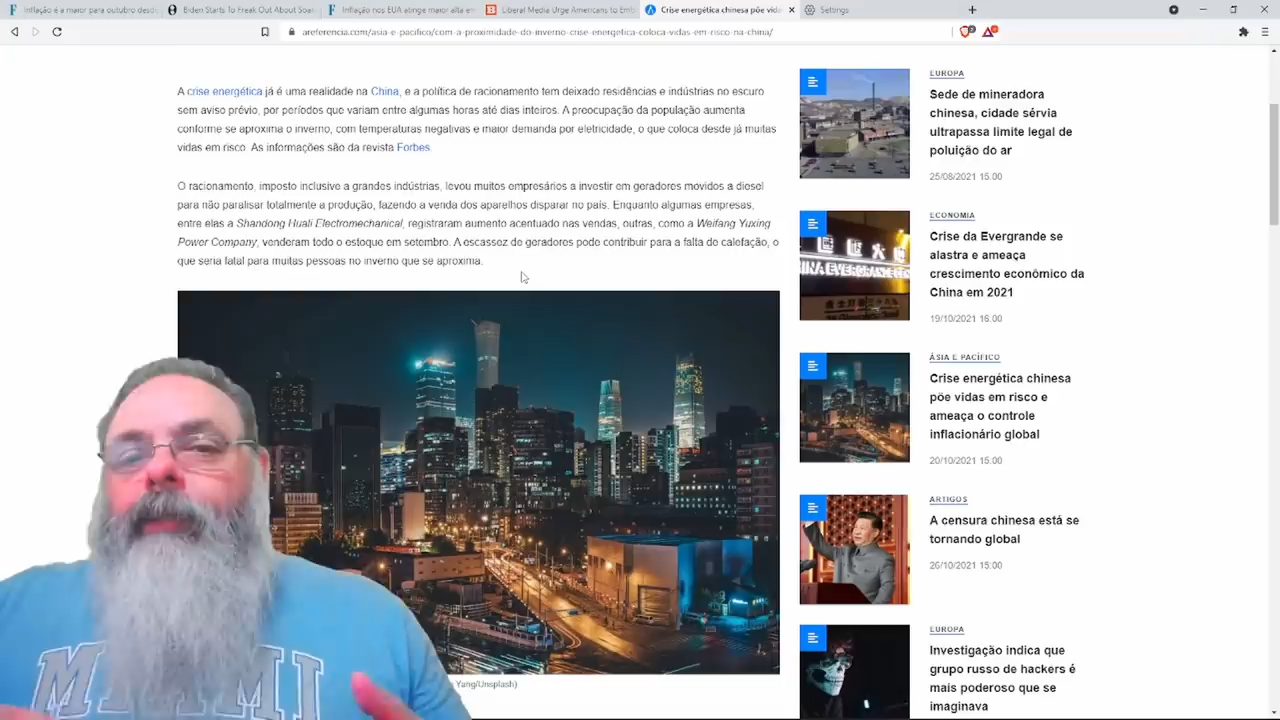 Inflação é a maior para outubro desd
Biden Starts To Freak Out About Soar
Inflação nos EUA atinge maior alta em
Liberal Media Urge Americans to Emb
Crise energética chinesa põe vida
Settings
areferencia.com/asia-e-pacifico/com-a-proximidade-do-inverno-crise-energetica-coloca-vidas-em-risco-na-china/
A crise energética já é uma realidade na China, e a política de racionamento tem deixado residências e indústrias no escuro
sem aviso prévio, por períodos que variam entre algumas horas até dias inteiros. A preocupação da população aumenta
conforme se aproxima o inverno, com temperaturas negativas e maior demanda por eletricidade, o que coloca desde já muitas
vidas em risco. As informações são da revista Forbes.
O racionamento, imposto inclusive a grandes indústrias, levou muitos empresários a investir em geradores movidos a diesel
para não paralisar totalmente a produção, fazendo a venda dos aparelhos disparar no país. Enquanto algumas empresas,
entre elas a Shandong Huali Electromechanical, registraram aumento acentuado nas vendas, outras, como a Weifang Yuxing
Power Company, venderam todo o estoque em setembro. A escassez de geradores pode contribuir para a falta de calefação, o
que seria fatal para muitas pessoas no inverno que se aproxima.
Yang/Unsplash)
EUROPA
Sede de mineradora
chinesa, cidade sérvia
ultrapassa limite legal de
poluição do ar
25/08/2021 15:00
ECONOMIA
Crise da Evergrande se
alastra e ameaça
crescimento econômico da
China em 2021
19/10/2021 16:00
ÁSIA E PACÍFICO
Crise energética chinesa
põe vidas em risco e
ameaça o controle
inflacionário global
20/10/2021 15:00
ARTIGOS
A censura chinesa está se
tornando global
26/10/2021 15:00
EUROPA
Investigação indica que
grupo russo de hackers é
mais poderoso que se
imaginava